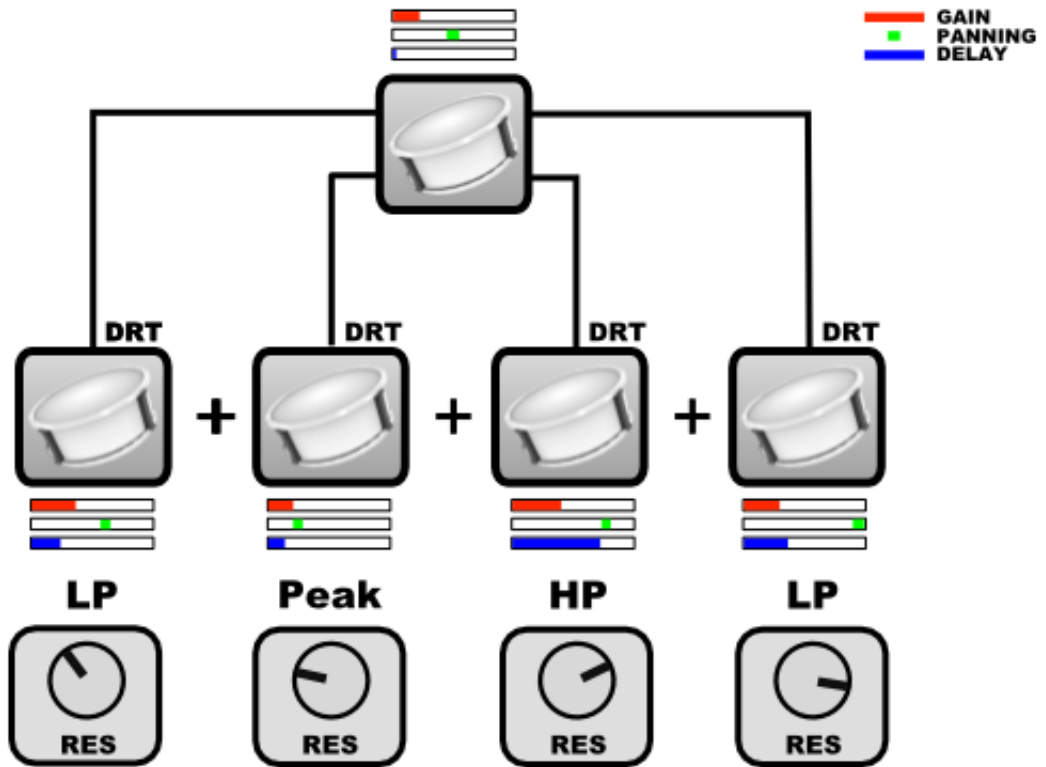 GAIN
PANNING
DELAY
DRT DRT DRT DRT
+ + +
LP Peak HP LP
RES RES RES RES